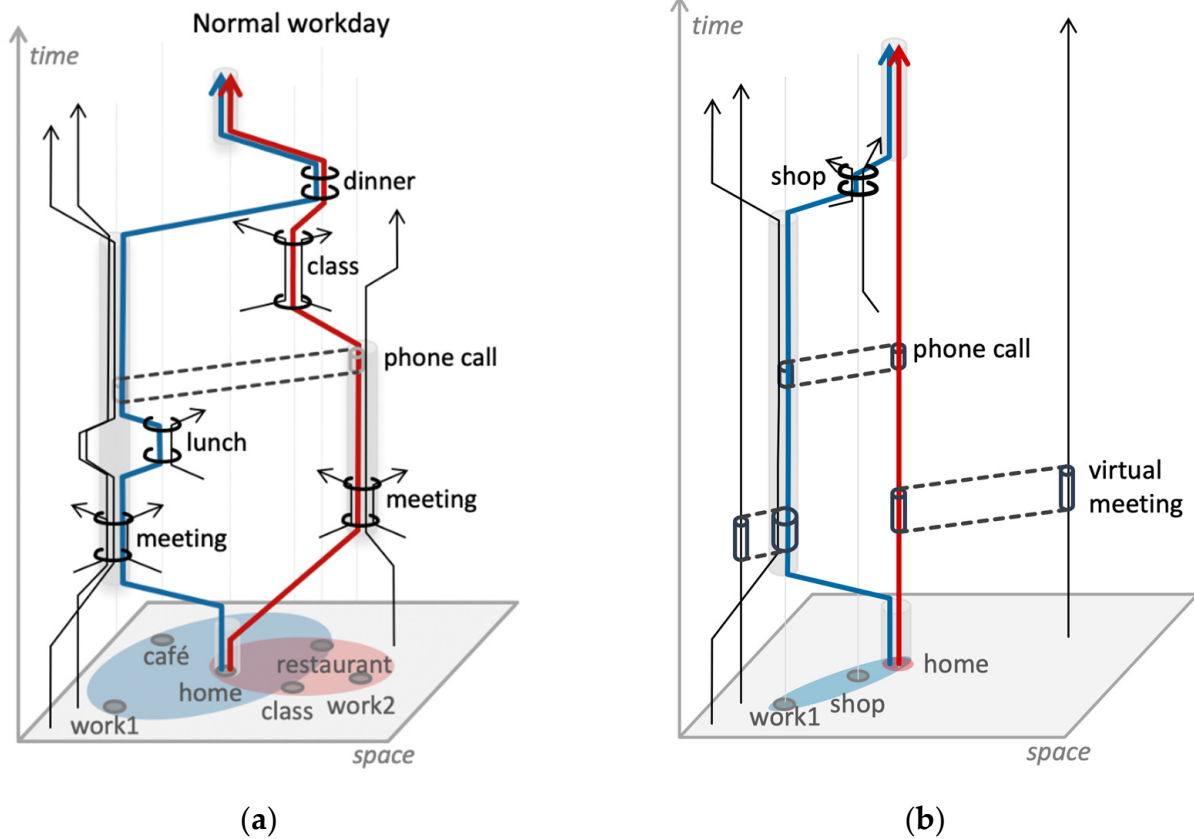 Normal workday
time
dinner
class
phone call
lunch
meeting
meeting
café
restaurant
home
class
work2
work1
space
(a)
time
shop
phone call
virtual
meeting
home
shop
work1
space
(b)